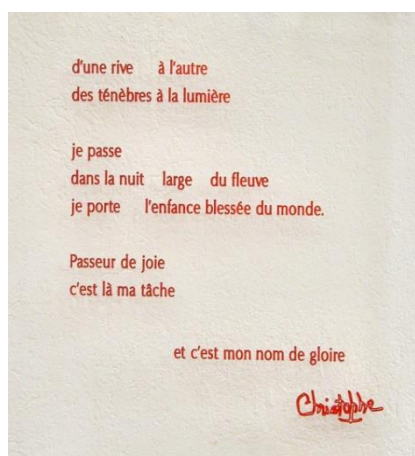 d'une rive à l'autre
des ténèbres à la lumière
je passe
dans la nuit large du fleuve
je porte l'enfance blessée du monde.
Passeur de joie
c'est là ma tâche
et c'est mon nom de gloire
Christophe